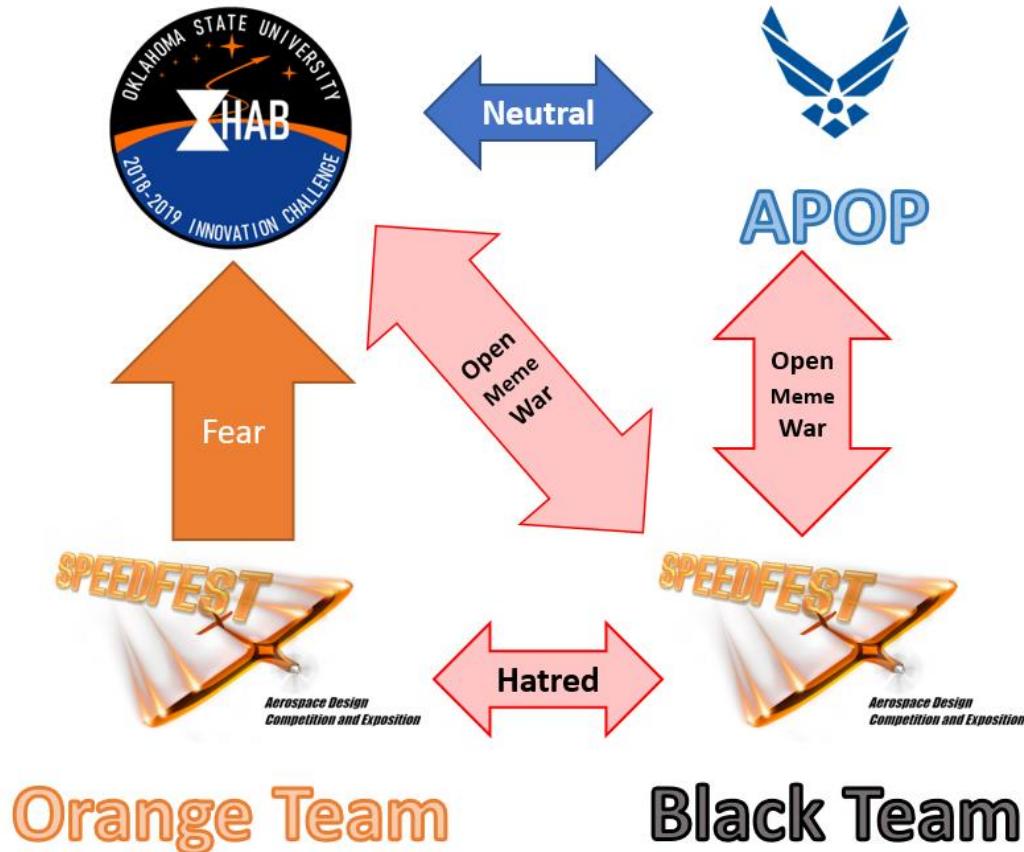 OKLAHOMA STATE UNIVERSITY
XHAB
2018-2019 INNOVATION CHALLENGE
Neutral
APOP
Fear
Open
Meme
War
Open
Meme
War
SPEEDFEST
Aerospace Design
Competition and Exposition
Hatred
SPEEDFEST
Aerospace Design
Competition and Exposition
Orange Team
Black Team